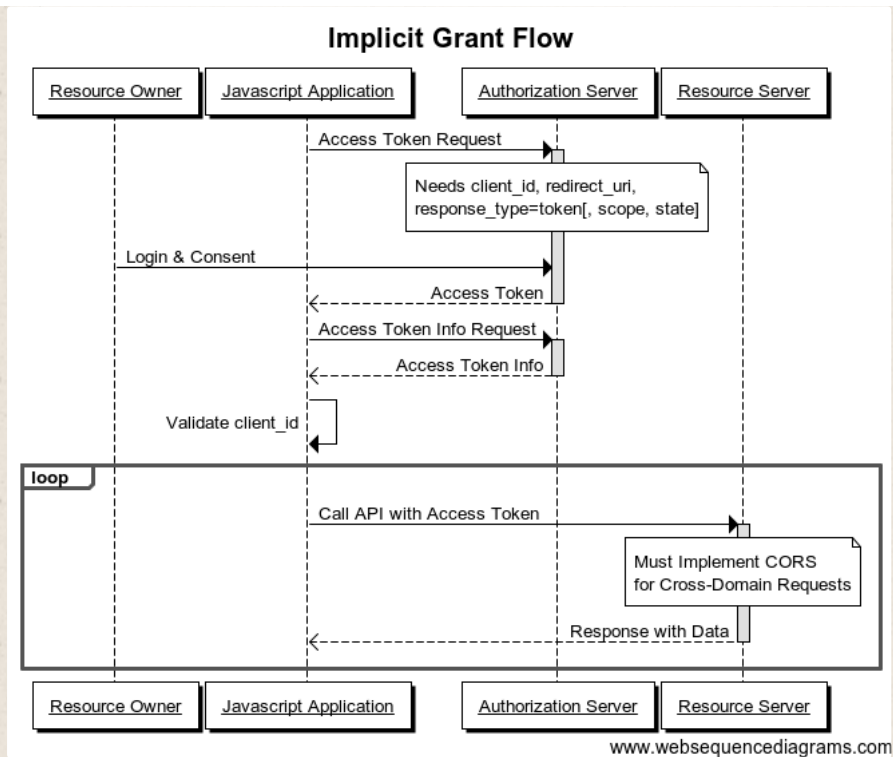 Implicit Grant Flow
Resource Owner
Javascript Application
Authorization Server
Resource Server
Access Token Request
Needs client_id, redirect_uri,
response_type=token[, scope, state]
Login & Consent
Access Token
Access Token Info Request
Access Token Info
Validate client_id
loop
Call API with Access Token
Must Implement CORS
for Cross-Domain Requests
Response with Data
Resource Owner
Javascript Application
Authorization Server
Resource Server
www.websequencediagrams.com